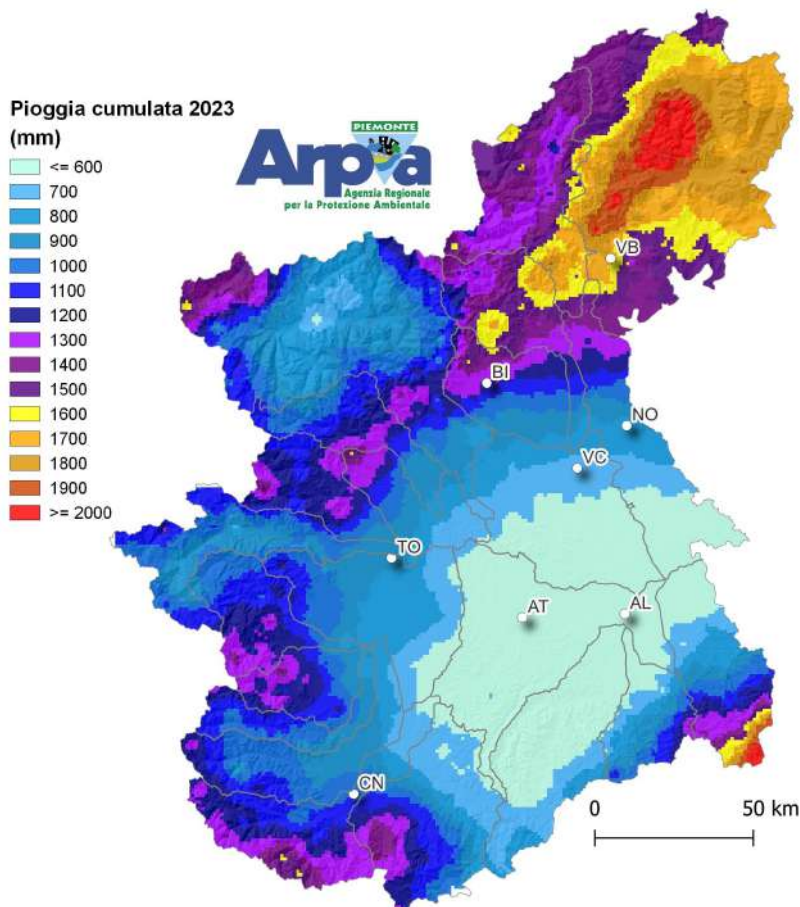 Pioggia cumulata 2023
(mm)
<= 600
700
800
900
1000
1100
1200
1300
1400
1500
1600
1700
1800
1900
>= 2000
PIEMONTE
Arpa
Agenzia Regionale
per la Protezione Ambientale
VB
BI
NO
VC
TO
AT
AL
CN
0
50 km